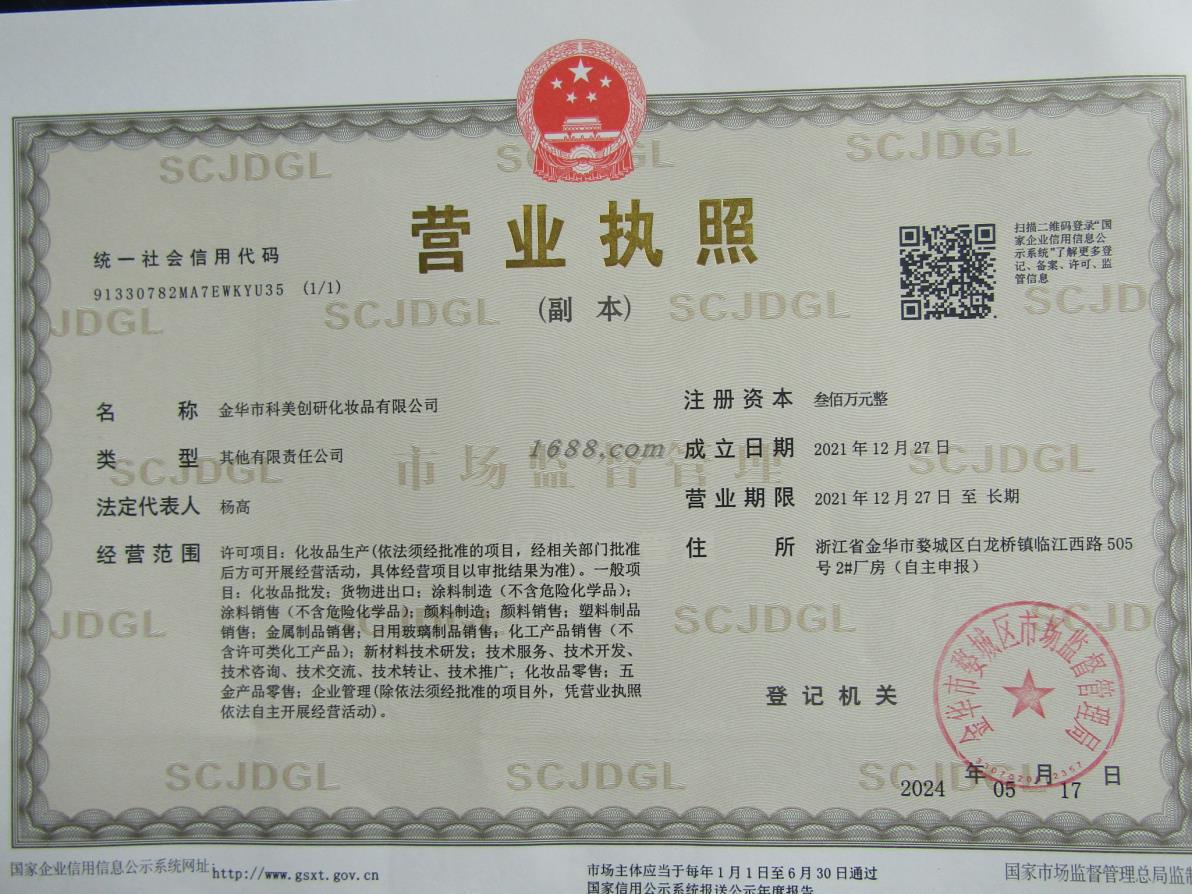 营业执照
(副 本)
统一社会信用代码
91330782MA7EWKYU35 (1/1)
扫描二维码登录“国
家企业信用信息公
示系统”了解更多登
记、备案、许可、监
管信息
名 称 金华市科美创研化妆品有限公司
类 型 其他有限责任公司
法定代表人 杨高
经营范围 许可项目：化妆品生产(依法须经批准的项目，经相关部门批准
后方可开展经营活动，具体经营项目以审批结果为准)。一般项
目：化妆品批发；货物进出口；涂料制造（不含危险化学品）；
涂料销售（不含危险化学品）；颜料制造；颜料销售；塑料制品
销售；金属制品销售；日用玻璃制品销售；化工产品销售（不
含许可类化工产品）；新材料技术研发；技术服务、技术开发、
技术咨询、技术交流、技术转让、技术推广；化妆品零售；五
金产品零售；企业管理(除依法须经批准的项目外，凭营业执照
依法自主开展经营活动)。
注册资本 叁佰万元整
成立日期 2021年12月27日
营业期限 2021年12月27日 至 长期
住 所 浙江省金华市婺城区白龙桥镇临江西路505
号2#厂房（自主申报）
登记机关
金华市婺城区市场监督管理局
2024 年 05 月 17 日
SCJDGL
SCJDGL
JDGL
SCJDGL
SCJDGL
SCJD
SCJDGL
市场监督管理
SCJDGL
1688.com
JDGL
SCJDGL
SCJDGL
SCJD
SCJDGL
SCJDGL
国家企业信用信息公示系统网址：http://www.gsxt.gov.cn
市场主体应当于每年1月1日至6月30日通过
国家信用公示系统报送公示年度报告
国家市场监督管理总局监制